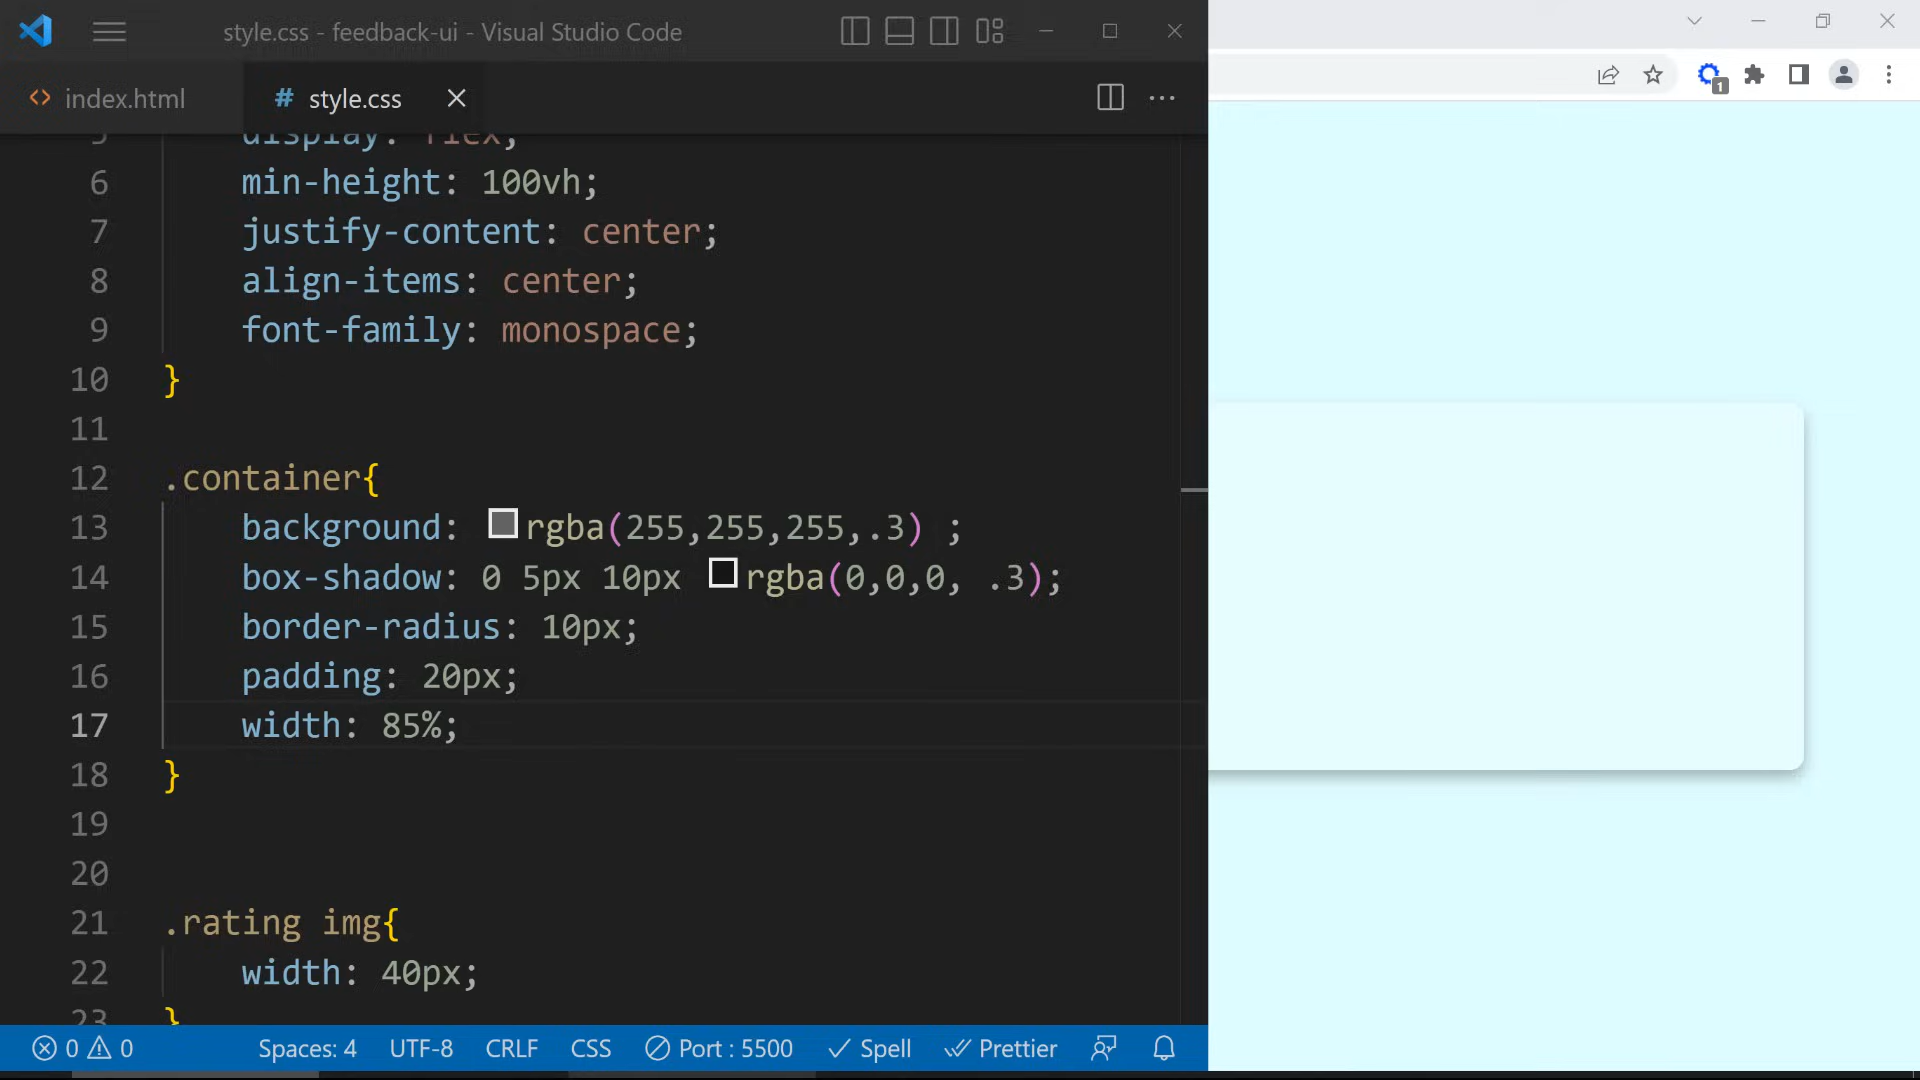 style.css - feedback-ui - Visual Studio Code
1
index.html
# style.css
5 display: flex;
6 min-height: 100vh;
7 justify-content: center;
8 align-items: center;
9 font-family: monospace;
10 }
11
12 .container{
13 background: rgba(255,255,255,.3) ;
14 box-shadow: 0 5px 10px rgba(0,0,0, .3);
15 border-radius: 10px;
16 padding: 20px;
17 width: 85%;
18 }
19
20
21 .rating img{
22 width: 40px;
23 }
0 0 Spaces: 4 UTF-8 CRLF CSS Port : 5500 Spell Prettier